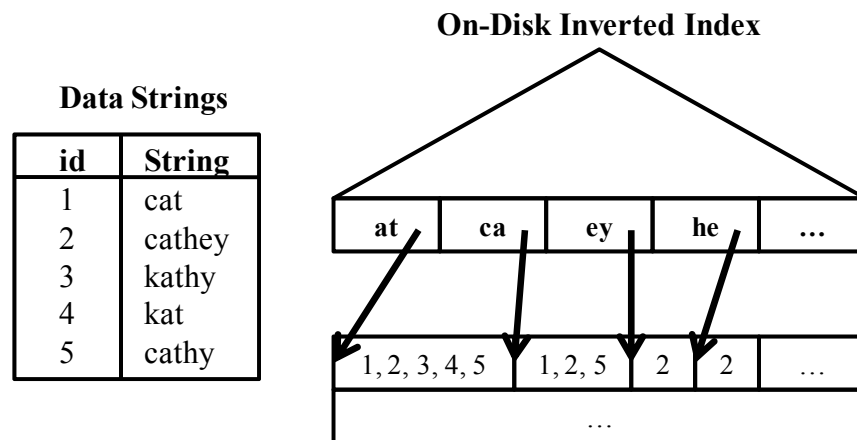 On-Disk Inverted Index
Data Strings
id String
1 cat
2 cathey
3 kathy
4 kat
5 cathy
at ca ey he ...
1, 2, 3, 4, 5 1, 2, 5 2 2 ...
...